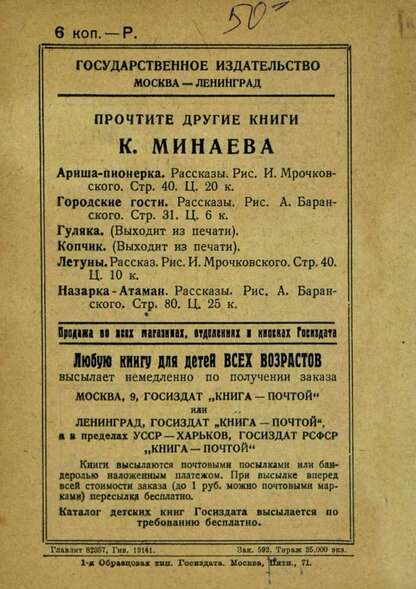 50-
6 коп.—Р.
ГОСУДАРСТВЕННОЕ ИЗДАТЕЛЬСТВО
МОСКВА — ЛЕНИНГРАД
ПРОЧТИТЕ ДРУГИЕ КНИГИ
К. МИНАЕВА
Ариша-пионерка. Рассказы. Рис. И. Мрочков-
ского. Стр. 40. Ц. 20 к.
Городские гости. Рассказы. Рис. А. Баран-
ского. Стр. 31. Ц. 6 к.
Гуляка. (Выходит из печати).
Копчик. (Выходит из печати).
Летуны. Рассказ. Рис. И. Мрочковского. Стр. 40.
Ц. 10 к.
Назарка-Атаман. Рассказы. Рис. А. Баран-
ского. Стр. 80. Ц. 25 к.
Продажа во всех магазинах, отделениях и киосках Госиздата
Любую книгу для детей ВСЕХ ВОЗРАСТОВ
высылает немедленно по получении заказа
МОСКВА, 9, ГОСИЗДАТ „КНИГА — ПОЧТОЙ"
или
ЛЕНИНГРАД, ГОСИЗДАТ „КНИГА — ПОЧТОЙ",
а в пределах УССР—ХАРЬКОВ, ГОСИЗДАТ РСФСР
„КНИГА — ПОЧТОЙ"
Книги высылаются почтовыми посылками или бан-
деролью наложенным платежом. При высылке вперед
всей стоимости заказа (до 1 руб. можно почтовыми мар-
ками) пересылка бесплатно.
Каталог детских книг Госиздата высылается по
требованию бесплатно.
Главлит 82357, Гиз. 19141. Зак. 592. Тираж 25.000 экз.
1-я Образцовая тип. Госиздата. Москва, Пятн., 71.